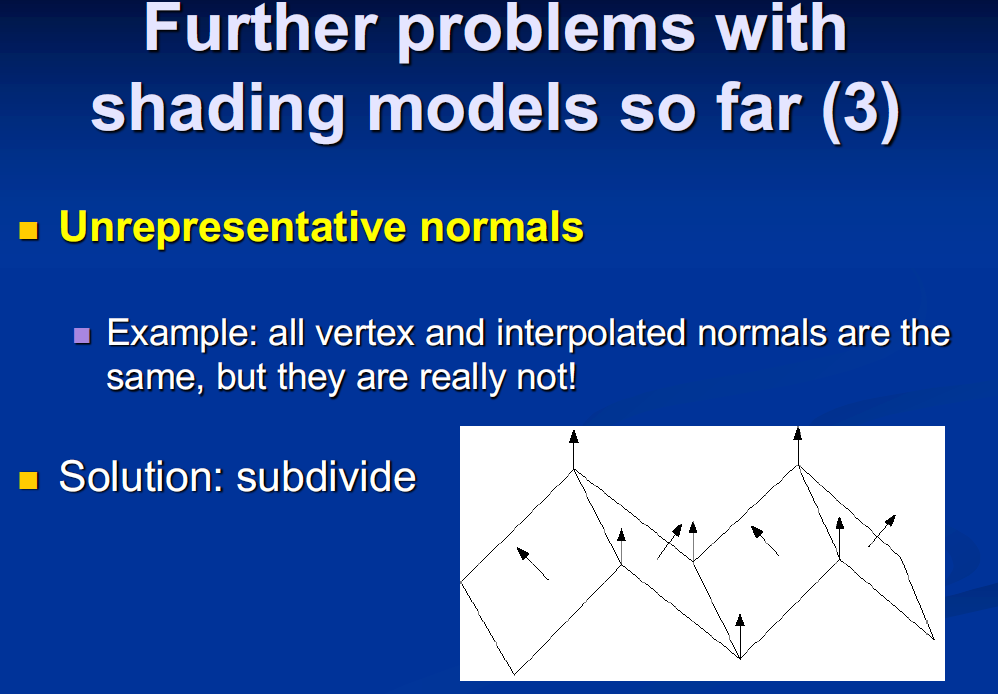 Further problems with
shading models so far (3)
Unrepresentative normals
Example: all vertex and interpolated normals are the
same, but they are really not!
Solution: subdivide